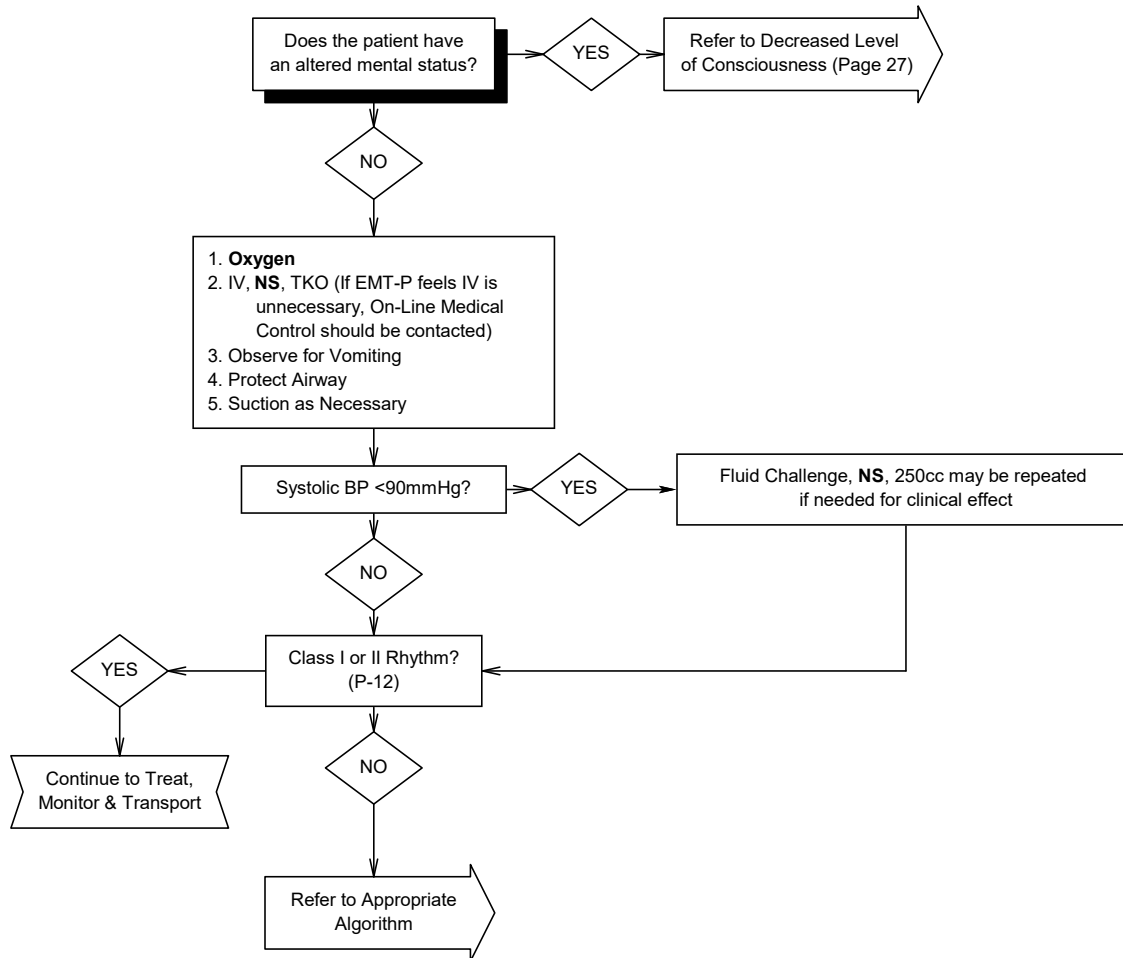 Does the patient have
an altered mental status?
YES
Refer to Decreased Level
of Consciousness (Page 27)
NO
1. Oxygen
2. IV, NS, TKO (If EMT-P feels IV is
unnecessary, On-Line Medical
Control should be contacted)
3. Observe for Vomiting
4. Protect Airway
5. Suction as Necessary
Systolic BP <90mmHg?
YES
Fluid Challenge, NS, 250cc may be repeated
if needed for clinical effect
NO
Class I or II Rhythm?
(P-12)
YES
Continue to Treat,
Monitor & Transport
NO
Refer to Appropriate
Algorithm